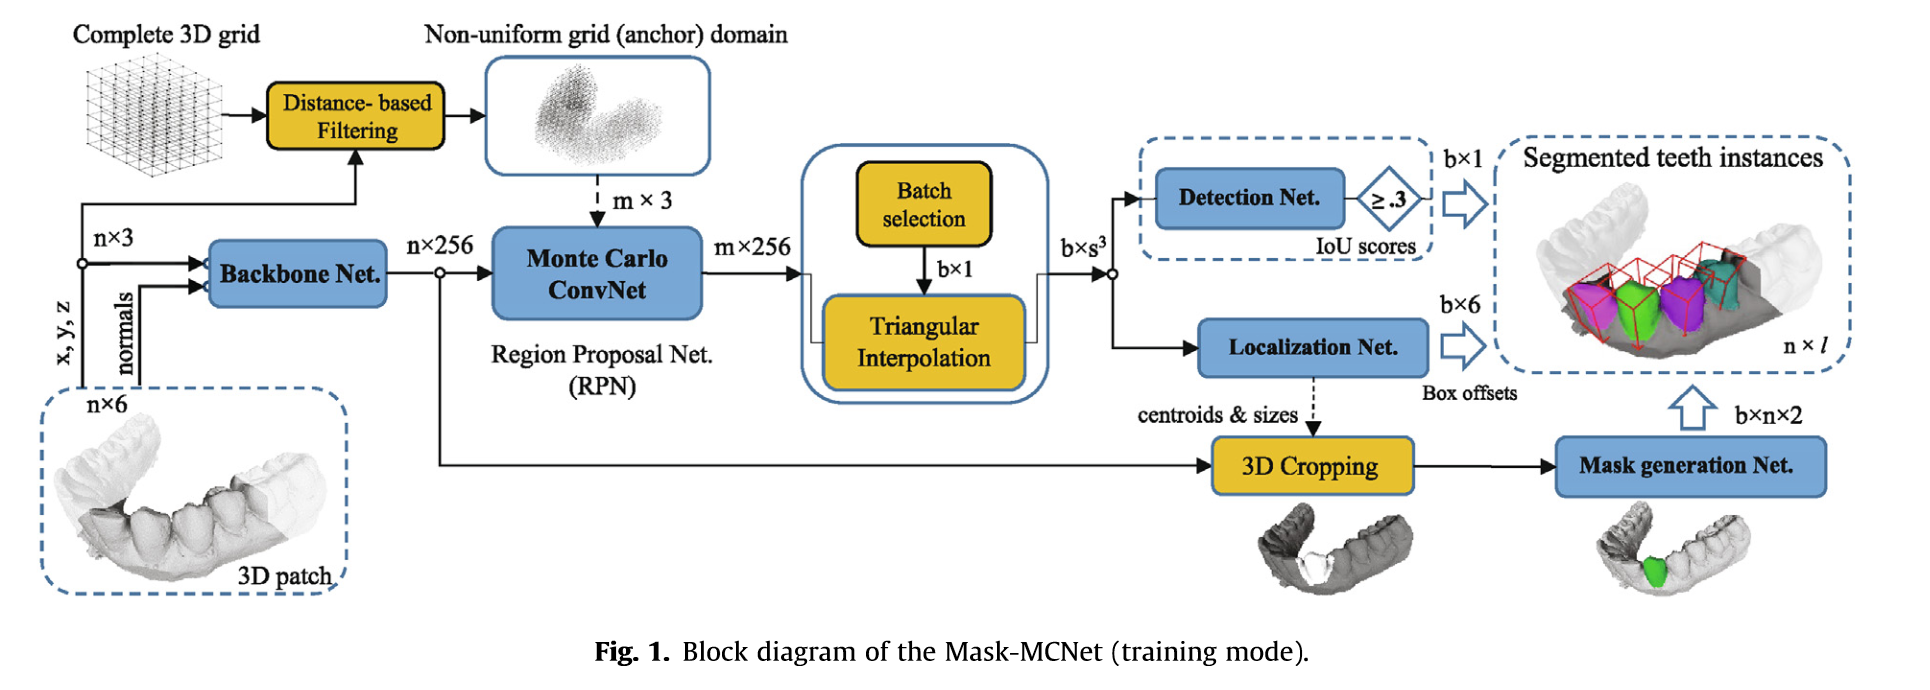 Complete 3D grid
Non-uniform grid (anchor) domain
Distance- based
Filtering
m × 3
n×3
Backbone Net.
n×256
Monte Carlo
ConvNet
Region Proposal Net.
(RPN)
m×256
Batch
selection
b×1
Triangular
Interpolation
b×s³
Detection Net.
≥.3
IoU scores
b×1
Localization Net.
b×6
Box offsets
Segmented teeth instances
n × l
x, y, z
normals
n×6
3D patch
centroids & sizes
3D Cropping
Mask generation Net.
b×n×2
Fig. 1. Block diagram of the Mask-MCNet (training mode).